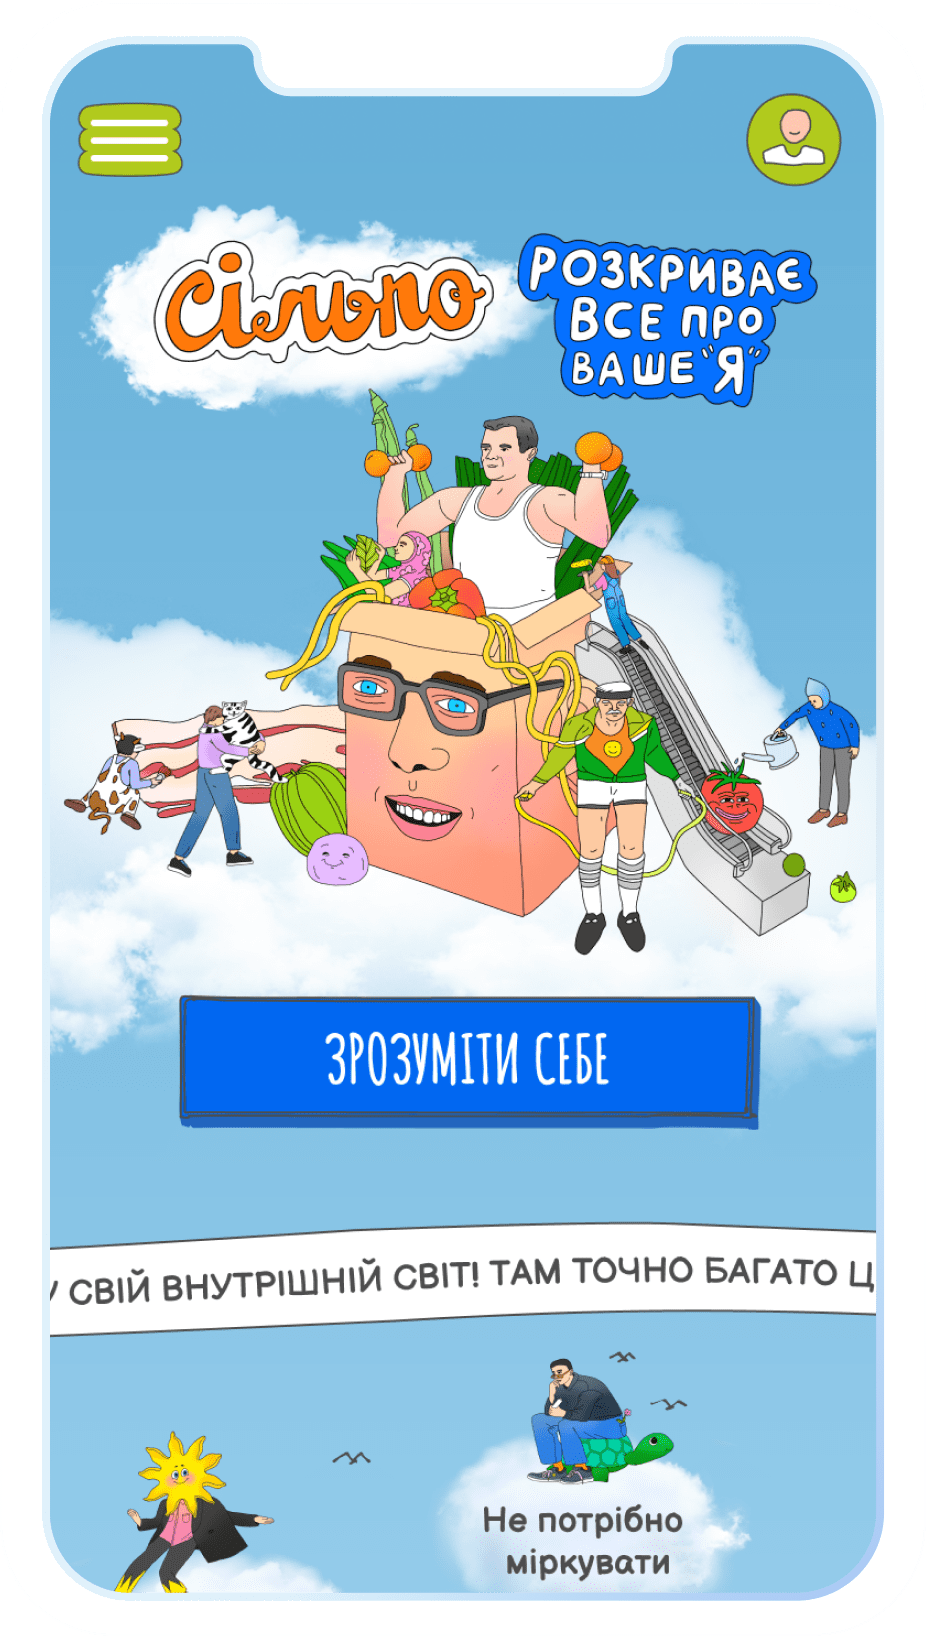 Сільпо
РОЗКРИВАЄ
ВСЕ ПРО
ВАШЕ "Я"
ЗРОЗУМІТИ СЕБЕ
У СВІЙ ВНУТРІШНІЙ СВІТ! ТАМ ТОЧНО БАГАТО Ц
Не потрібно
міркувати